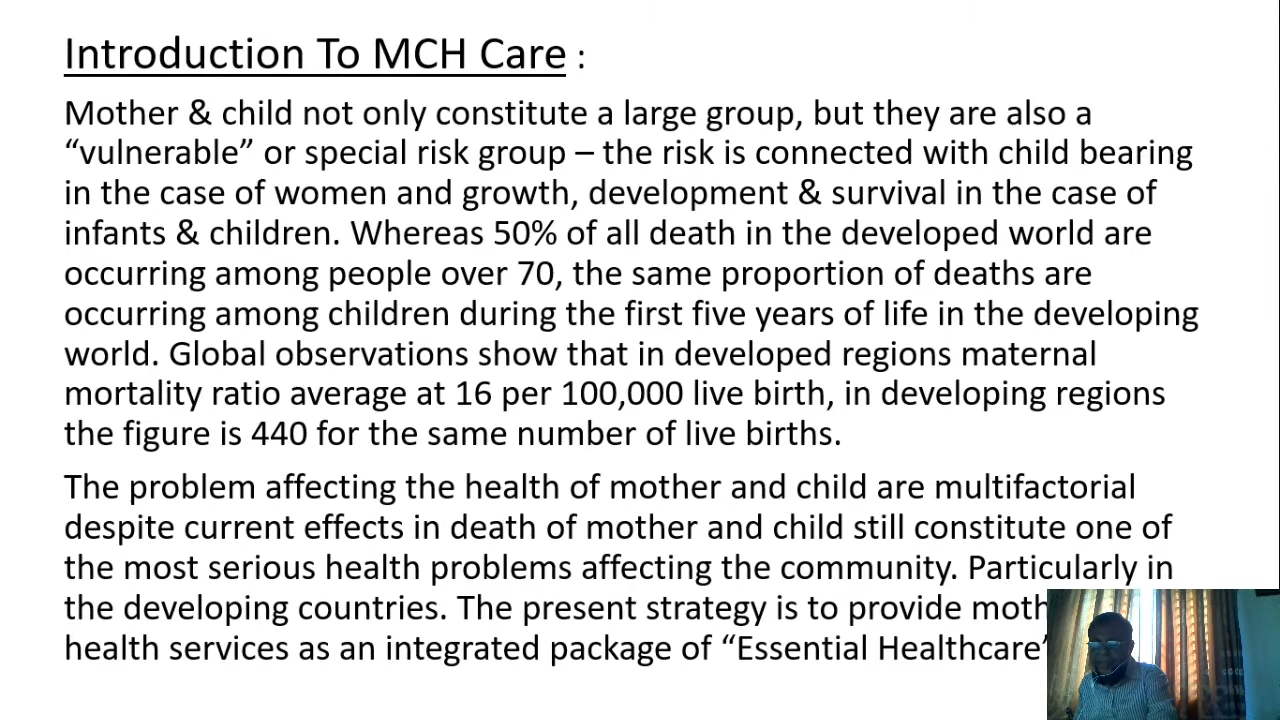 Introduction To MCH Care :
Mother & child not only constitute a large group, but they are also a
“vulnerable” or special risk group – the risk is connected with child bearing
in the case of women and growth, development & survival in the case of
infants & children. Whereas 50% of all death in the developed world are
occurring among people over 70, the same proportion of deaths are
occurring among children during the first five years of life in the developing
world. Global observations show that in developed regions maternal
mortality ratio average at 16 per 100,000 live birth, in developing regions
the figure is 440 for the same number of live births.
The problem affecting the health of mother and child are multifactorial
despite current effects in death of mother and child still constitute one of
the most serious health problems affecting the community. Particularly in
the developing countries. The present strategy is to provide
health services as an integrated package of “Essential Healthcare”